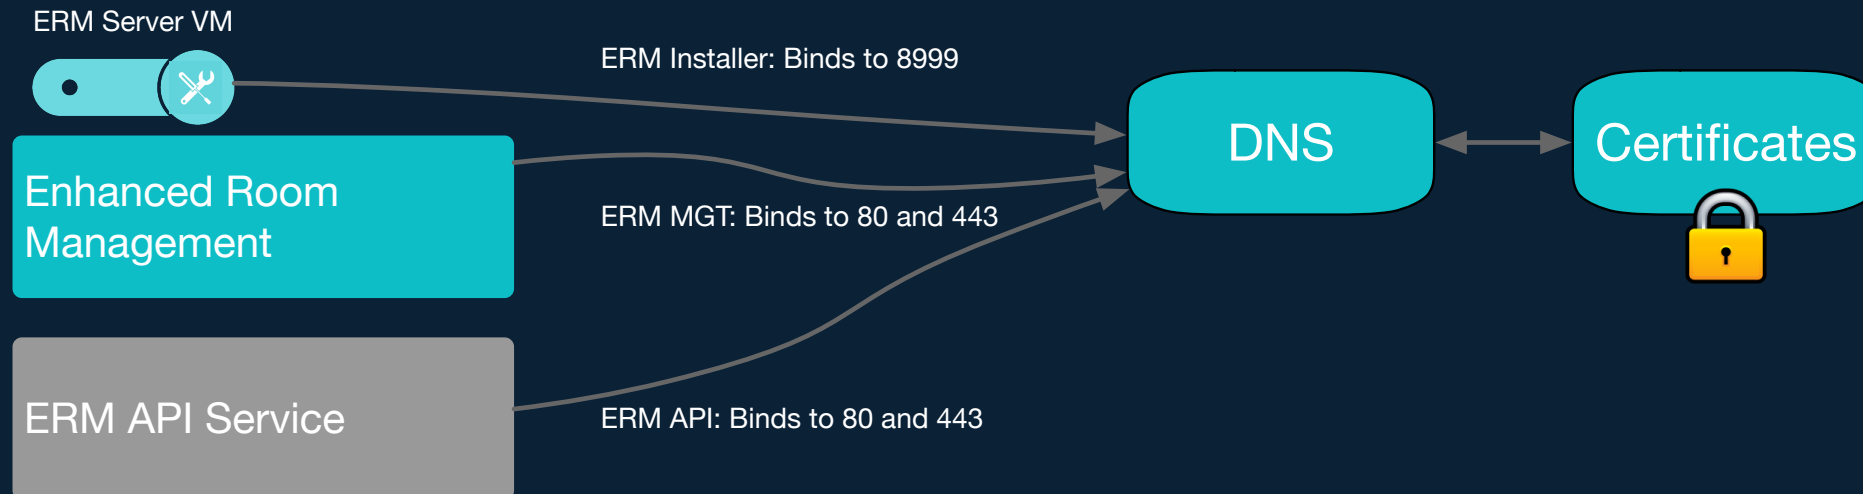 ERM Server VM
ERM Installer: Binds to 8999
DNS
Certificates
Enhanced Room
Management
ERM MGT: Binds to 80 and 443
ERM API Service
ERM API: Binds to 80 and 443